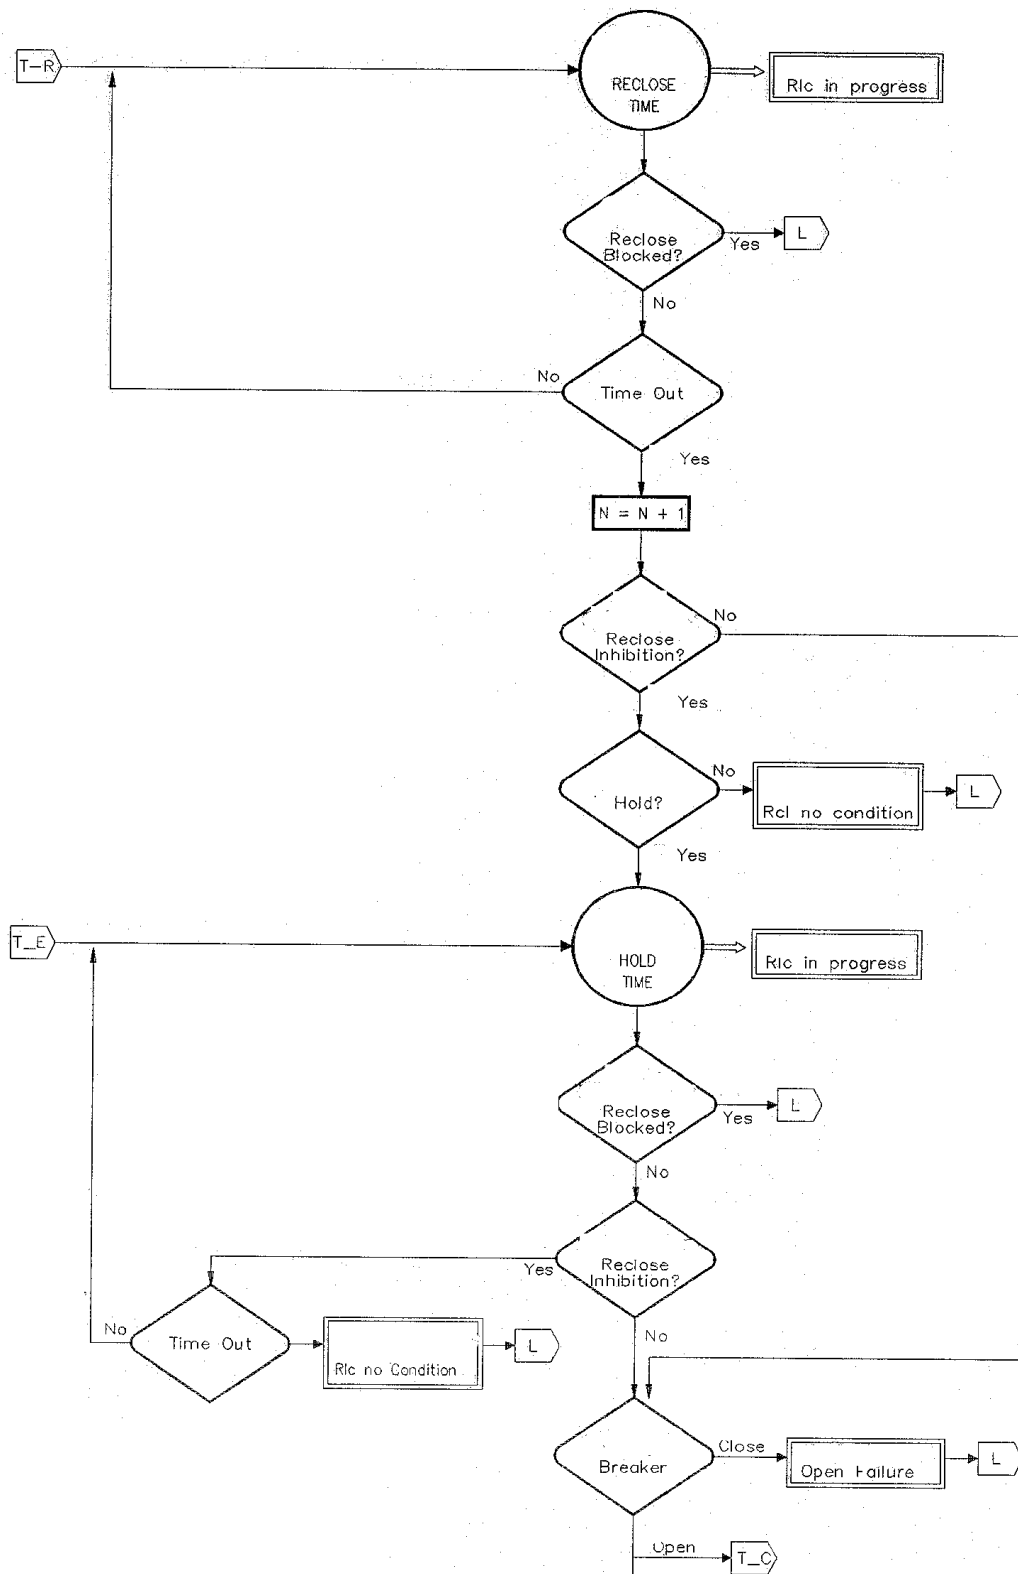 T-R
RECLOSE
TIME
Rlc in progress
Reclose
Blocked?
Yes
L
No
Time Out
No
Yes
N = N + 1
Reclose
Inhibition?
No
Yes
Hold?
No
Rcl no condition
L
Yes
T_E
HOLD
TIME
Rlc in progress
Reclose
Blocked?
Yes
L
No
Reclose
Inhibition?
Yes
No
Time Out
No
Rlc no Condition
L
Breaker
Close
Open Failure
L
Open
T_C